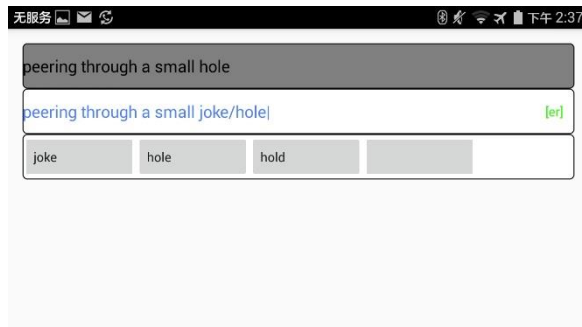 无服务 下午 2:37
peering through a small hole
peering through a small joke/hole [er]
joke hole hold